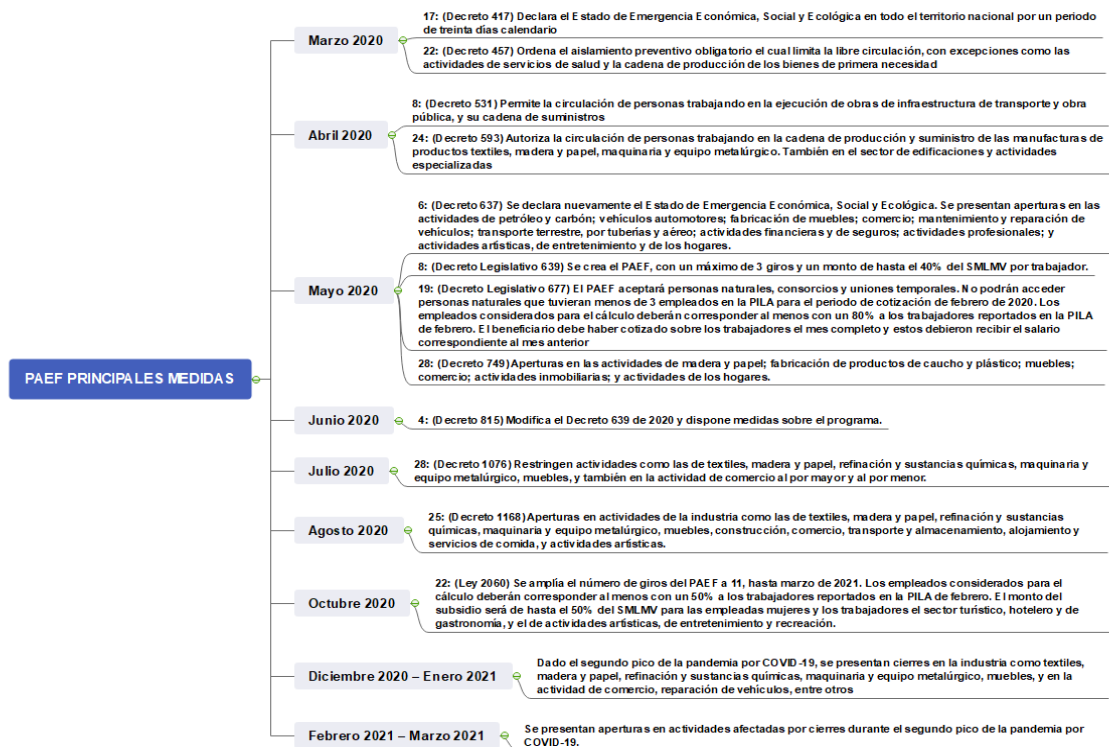 PAEF PRINCIPALES MEDIDAS
Marzo 2020
17: (Decreto 417) Declara el Estado de Emergencia Económica, Social y Ecológica en todo el territorio nacional por un periodo
de treinta días calendario
22: (Decreto 457) Ordena el aislamiento preventivo obligatorio el cual limita la libre circulación, con excepciones como las
actividades de servicios de salud y la cadena de producción de los bienes de primera necesidad
Abril 2020
8: (Decreto 531) Permite la circulación de personas trabajando en la ejecución de obras de infraestructura de transporte y obra
pública, y su cadena de suministros
24: (Decreto 593) Autoriza la circulación de personas trabajando en la cadena de producción y suministro de las manufacturas de
productos textiles, madera y papel, maquinaria y equipo metalúrgico. También en el sector de edificaciones y actividades
especializadas
Mayo 2020
6: (Decreto 637) Se declara nuevamente el Estado de Emergencia Económica, Social y Ecológica. Se presentan aperturas en las
actividades de petróleo y carbón; vehículos automotores; fabricación de muebles; comercio; mantenimiento y reparación de
vehículos; transporte terrestre, por tuberías y aéreo; actividades financieras y de seguros; actividades profesionales; y
actividades artísticas, de entretenimiento y de los hogares.
8: (Decreto Legislativo 639) Se crea el PAEF, con un máximo de 3 giros y un monto de hasta el 40% del SMLMV por trabajador.
19: (Decreto Legislativo 677) El PAEF aceptará personas naturales, consorcios y uniones temporales. No podrán acceder
personas naturales que tuvieran menos de 3 empleados en la PILA para el periodo de cotización de febrero de 2020. Los
empleados considerados para el cálculo deberán corresponder al menos con un 80% a los trabajadores reportados en la PILA
de febrero. El beneficiario debe haber cotizado sobre los trabajadores el mes completo y estos debieron recibir el salario
correspondiente al mes anterior
28: (Decreto 749) Aperturas en las actividades de madera y papel; fabricación de productos de caucho y plástico; muebles;
comercio; actividades inmobiliarias; y actividades de los hogares.
Junio 2020
4: (Decreto 815) Modifica el Decreto 639 de 2020 y dispone medidas sobre el programa.
Julio 2020
28: (Decreto 1076) Restringen actividades como las de textiles, madera y papel, refinación y sustancias químicas, maquinaria y
equipo metalúrgico, muebles, y también en la actividad de comercio al por mayor y al por menor.
Agosto 2020
25: (Decreto 1168) Aperturas en actividades de la industria como las de textiles, madera y papel, refinación y sustancias
químicas, maquinaria y equipo metalúrgico, muebles, construcción, comercio, transporte y almacenamiento, alojamiento y
servicios de comida, y actividades artísticas.
Octubre 2020
22: (Ley 2060) Se amplía el número de giros del PAEF a 11, hasta marzo de 2021. Los empleados considerados para el
cálculo deberán corresponder al menos con un 50% a los trabajadores reportados en la PILA de febrero. El monto del
subsidio será de hasta el 50% del SMLMV para las empleadas mujeres y los trabajadores el sector turístico, hotelero y de
gastronomía, y el de actividades artísticas, de entretenimiento y recreación.
Diciembre 2020 – Enero 2021
Dado el segundo pico de la pandemia por COVID-19, se presentan cierres en la industria como textiles,
madera y papel, refinación y sustancias químicas, maquinaria y equipo metalúrgico, muebles, y en la
actividad de comercio, reparación de vehículos, entre otros
Febrero 2021 – Marzo 2021
Se presentan aperturas en actividades afectadas por cierres durante el segundo pico de la pandemia por
COVID-19.